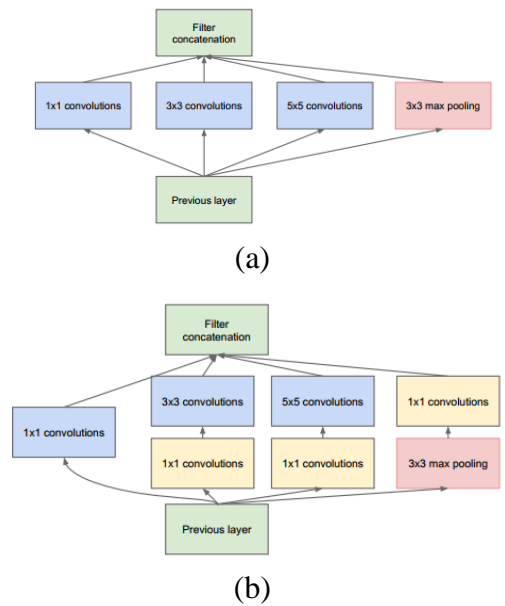 Filter
concatenation
1x1 convolutions
3x3 convolutions
5x5 convolutions
3x3 max pooling
Previous layer
(a)
Filter
concatenation
3x3 convolutions
5x5 convolutions
1x1 convolutions
1x1 convolutions
1x1 convolutions
1x1 convolutions
3x3 max pooling
Previous layer
(b)